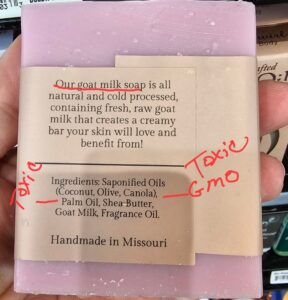 Our goat milk soap is all
natural and cold processed,
containing fresh, raw goat
milk that creates a creamy
bar your skin will love and
benefit from!
Toxic
GMO
Toxic
Ingredients: Saponified Oils
(Coconut, Olive, Canola),
Palm Oil, Shea Butter,
Goat Milk, Fragrance Oil.
Handmade in Missouri